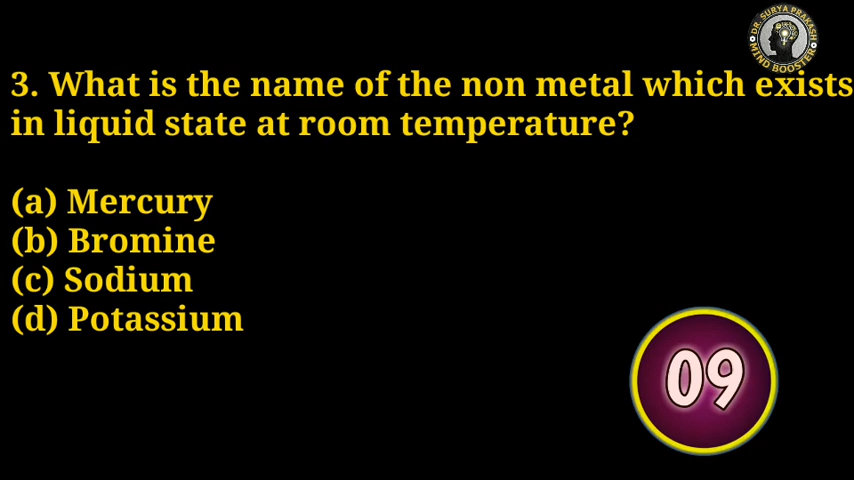 DR. SURYA PRAKASH
MIND BOOSTER
3. What is the name of the non metal which exists
in liquid state at room temperature?
(a) Mercury
(b) Bromine
(c) Sodium
(d) Potassium
09